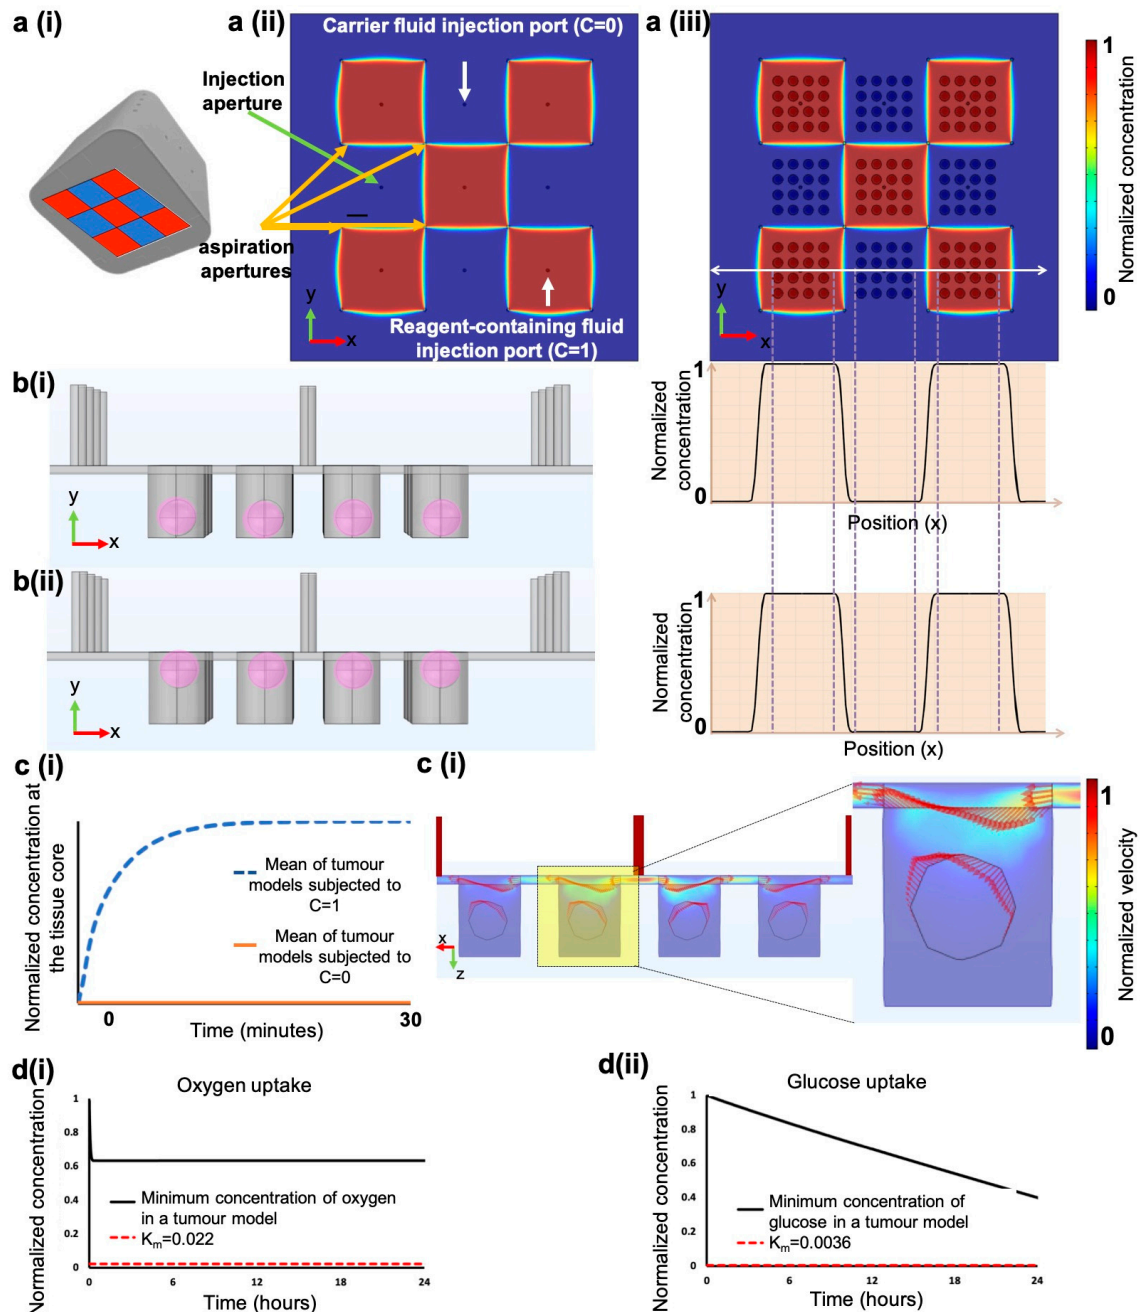 a (i)
a (ii)
Carrier fluid injection port (C=0)
Injection
aperture
aspiration
apertures
y
x
Reagent-containing fluid
injection port (C=1)
a (iii)
y
x
1
0
Normalized concentration
1
0
Normalized
concentration
Position (x)
1
0
Normalized
concentration
Position (x)
b(i)
y
x
b(ii)
y
x
c (i)
Normalized concentration at
the tissue core
Mean of tumour
models subjected to
C=1
Mean of tumour
models subjected to
C=0
0
30
Time (minutes)
c (i)
x
z
1
0
Normalized velocity
d(i)
Oxygen uptake
Normalized concentration
1
0.8
0.6
0.4
0.2
0
Minimum concentration of oxygen
in a tumour model
Km=0.022
0 6 12 18 24
Time (hours)
d(ii)
Glucose uptake
Normalized concentration
1
0.8
0.6
0.4
0.2
0
Minimum concentration of
glucose in a tumour model
Km=0.0036
0 6 12 18 24
Time (hours)